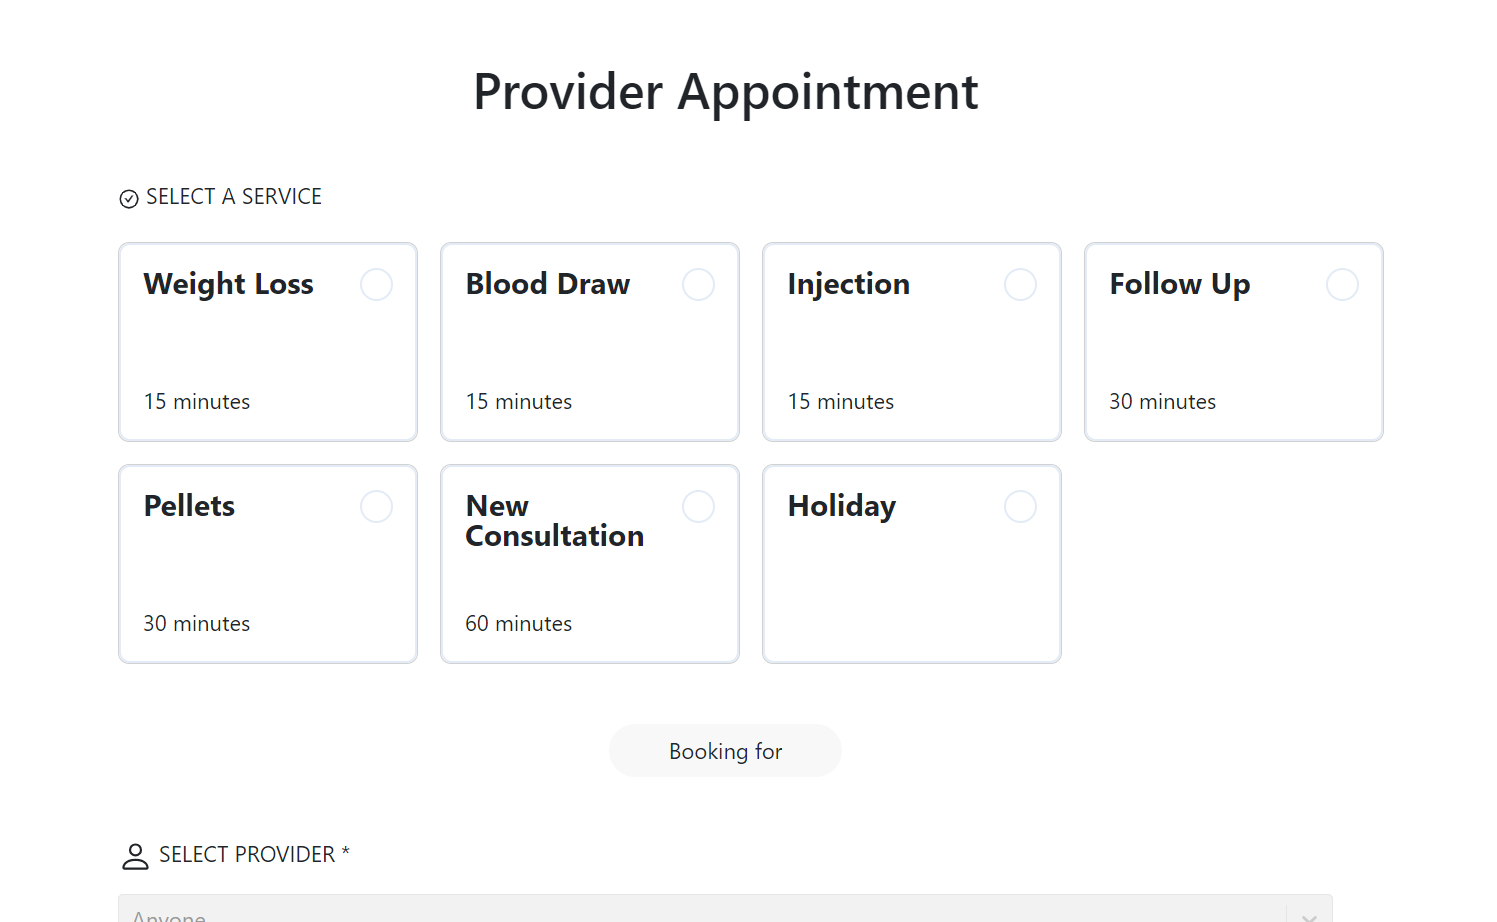 Provider Appointment
SELECT A SERVICE
Weight Loss
15 minutes
Blood Draw
15 minutes
Injection
15 minutes
Follow Up
30 minutes
Pellets
30 minutes
New
Consultation
60 minutes
Holiday
Booking for
SELECT PROVIDER *
Anyone